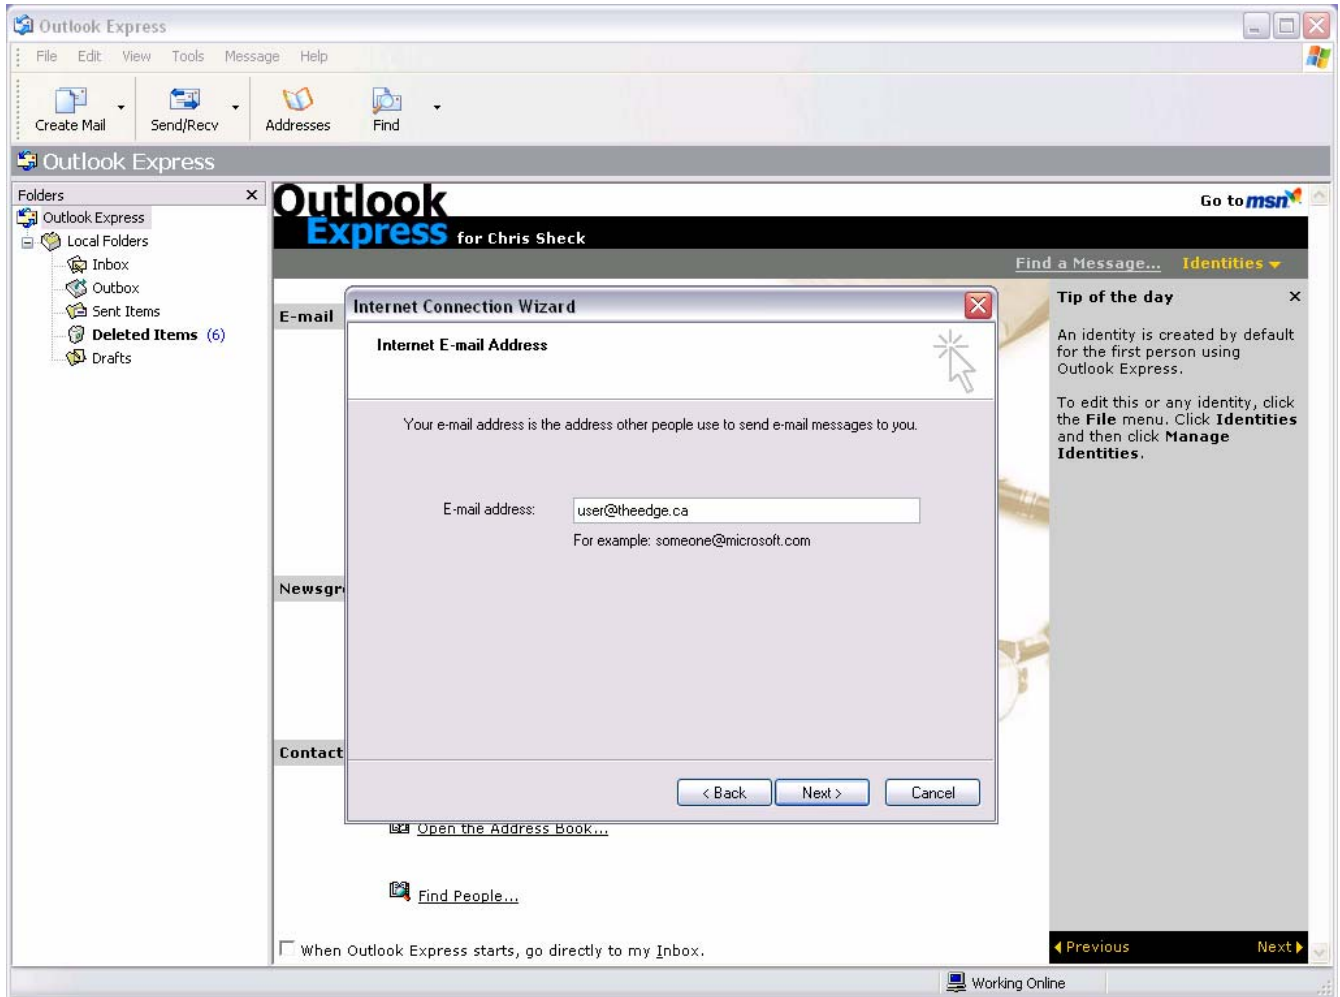 Outlook Express
File Edit View Tools Message Help
Create Mail Send/Recv Addresses Find
Outlook Express
Folders
Outlook Express
Local Folders
Inbox
Outbox
Sent Items
Deleted Items (6)
Drafts
Outlook
Express for Chris Sheck
Go to msn
Find a Message... Identities
E-mail
Newsgr
Contact
Internet Connection Wizard
Internet E-mail Address
Your e-mail address is the address other people use to send e-mail messages to you.
E-mail address: user@theedge.ca
For example: someone@microsoft.com
< Back Next > Cancel
Open the Address Book...
Find People...
When Outlook Express starts, go directly to my Inbox.
Tip of the day
An identity is created by default
for the first person using
Outlook Express.
To edit this or any identity, click
the File menu. Click Identities
and then click Manage
Identities.
Previous Next
Working Online